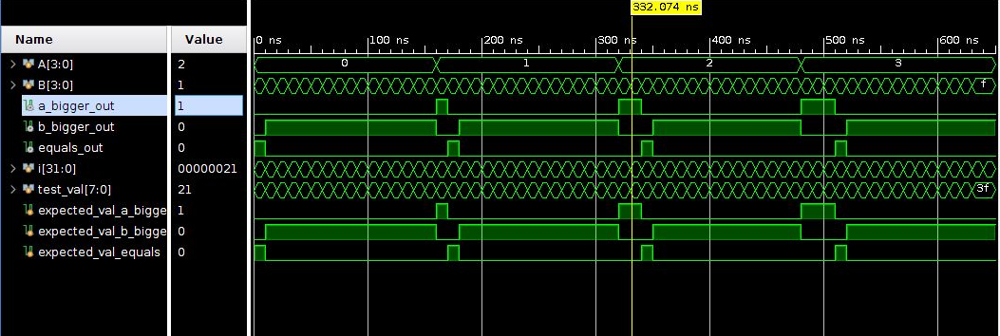 332.074 ns
Name Value
0 ns 100 ns 200 ns 300 ns 400 ns 500 ns 600 ns
A[3:0] 2 0 1 2 3
B[3:0] 1 f
a_bigger_out 1
b_bigger_out 0
equals_out 0
i[31:0] 00000021
test_val[7:0] 21 3f
expected_val_a_bigge 1
expected_val_b_bigge 0
expected_val_equals 0